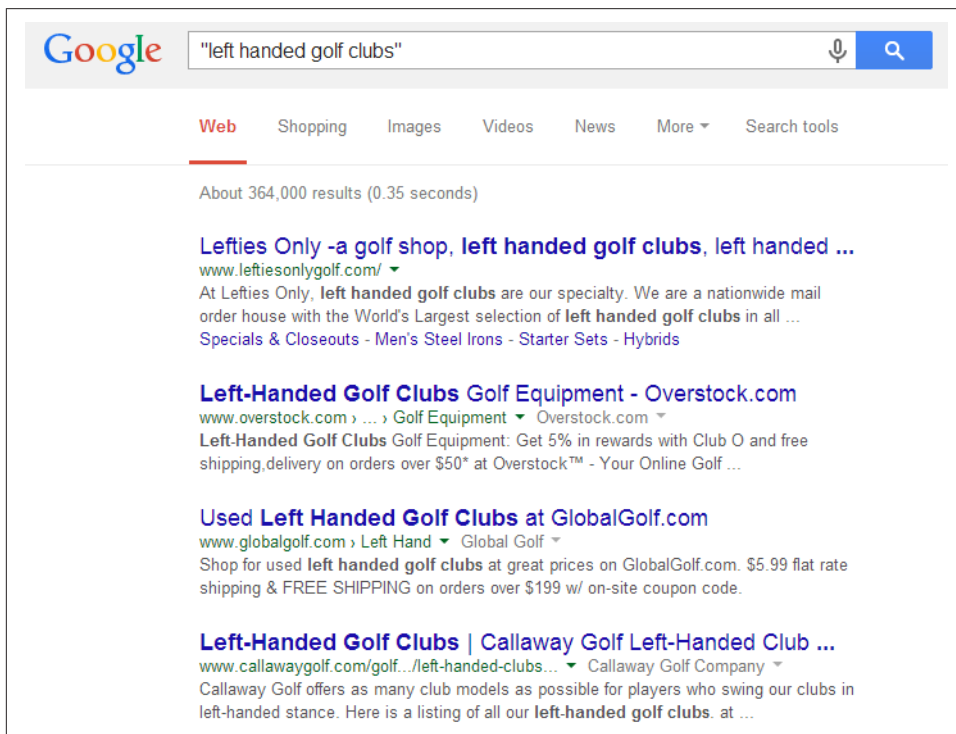 Google "left handed golf clubs"
Web Shopping Images Videos News More Search tools
About 364,000 results (0.35 seconds)
Lefties Only -a golf shop, left handed golf clubs, left handed ...
www.leftiesonlygolf.com/
At Lefties Only, left handed golf clubs are our specialty. We are a nationwide mail
order house with the World's Largest selection of left handed golf clubs in all ...
Specials & Closeouts - Men's Steel Irons - Starter Sets - Hybrids
Left-Handed Golf Clubs Golf Equipment - Overstock.com
www.overstock.com › ... › Golf Equipment Overstock.com
Left-Handed Golf Clubs Golf Equipment: Get 5% in rewards with Club O and free
shipping,delivery on orders over $50* at Overstock™ - Your Online Golf ...
Used Left Handed Golf Clubs at GlobalGolf.com
www.globalgolf.com › Left Hand Global Golf
Shop for used left handed golf clubs at great prices on GlobalGolf.com. $5.99 flat rate
shipping & FREE SHIPPING on orders over $199 w/ on-site coupon code.
Left-Handed Golf Clubs | Callaway Golf Left-Handed Club ...
www.callawaygolf.com/golf.../left-handed-clubs... Callaway Golf Company
Callaway Golf offers as many club models as possible for players who swing our clubs in
left-handed stance. Here is a listing of all our left-handed golf clubs. at ...